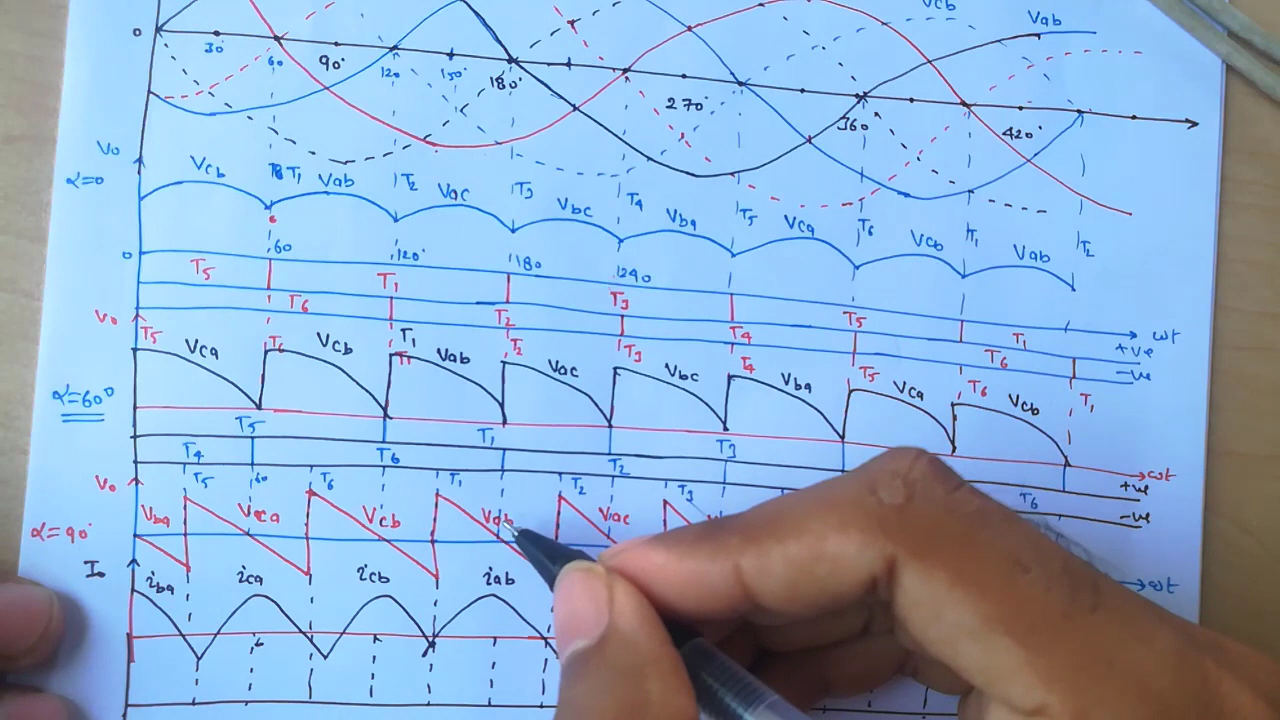 Vcb
Vab
0
30°
60
90°
120
150°
180°
270°
360
420°
Vo
α=0
Vcb
T1
Vab
T2
Vac
T3
Vbc
T4
Vba
T5
Vca
T6
Vcb
T1
Vab
T2
0
60
120°
180
240
T5
T1
T3
T5
T1
ωt
+ve
T6
T2
T4
T6
-ve
Vo
T5
Vca
T6
Vcb
T1
T1
Vab
T2
Vac
T3
Vbc
T4
Vba
T5
Vca
T6
Vcb
T1
α=60°
T5
T1
T3
ωt
+ve
T4
T6
T2
T6
-ve
Vo
T5
60
T6
T1
T2
T3
Vba
Vca
Vcb
Vab
Vac
α=90°
Io
iba
ica
icb
iab
ωt